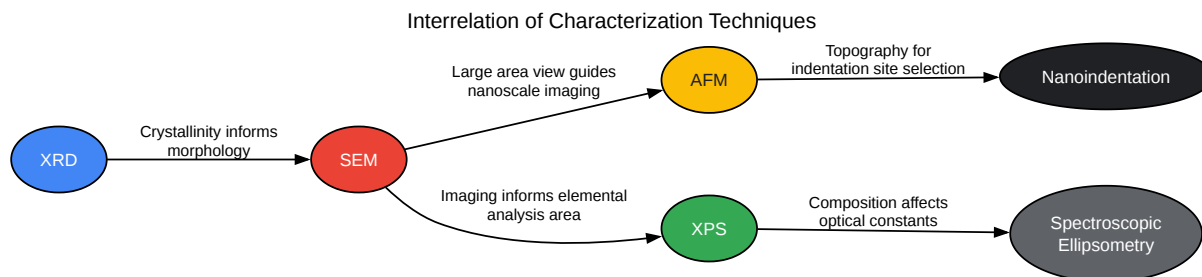 Interrelation of Characterization Techniques
XRD
Crystallinity informs
morphology
SEM
Large area view guides
nanoscale imaging
AFM
Topography for
indentation site selection
Nanoindentation
Imaging informs elemental
analysis area
XPS
Composition affects
optical constants
Spectroscopic
Ellipsometry